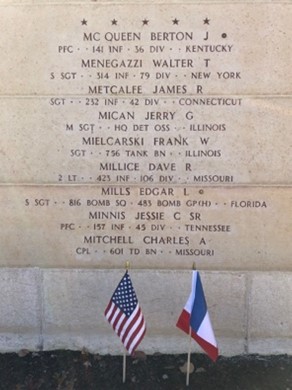 MC QUEEN BERTON J
PFC · · 141 INF · 36 DIV · · KENTUCKY
MENEGAZZI WALTER T
S SGT · · 314 INF · 79 DIV · · NEW YORK
METCALFE JAMES R
SGT · · 232 INF · 42 DIV · · CONNECTICUT
MICAN JERRY G
M SGT · · HQ DET OSS · · ILLINOIS
MIELCARSKI FRANK W
SGT · · 756 TANK BN · · ILLINOIS
MILLICE DAVE R
2 LT · · 423 INF · 106 DIV · · MISSOURI
MILLS EDGAR L
S SGT · · 816 BOMB SQ · 483 BOMB GP(H) · · FLORIDA
MINNIS JESSIE C SR
PFC · · 157 INF · 45 DIV · · TENNESSEE
MITCHELL CHARLES A
CPL · · 601 TD BN · · MISSOURI